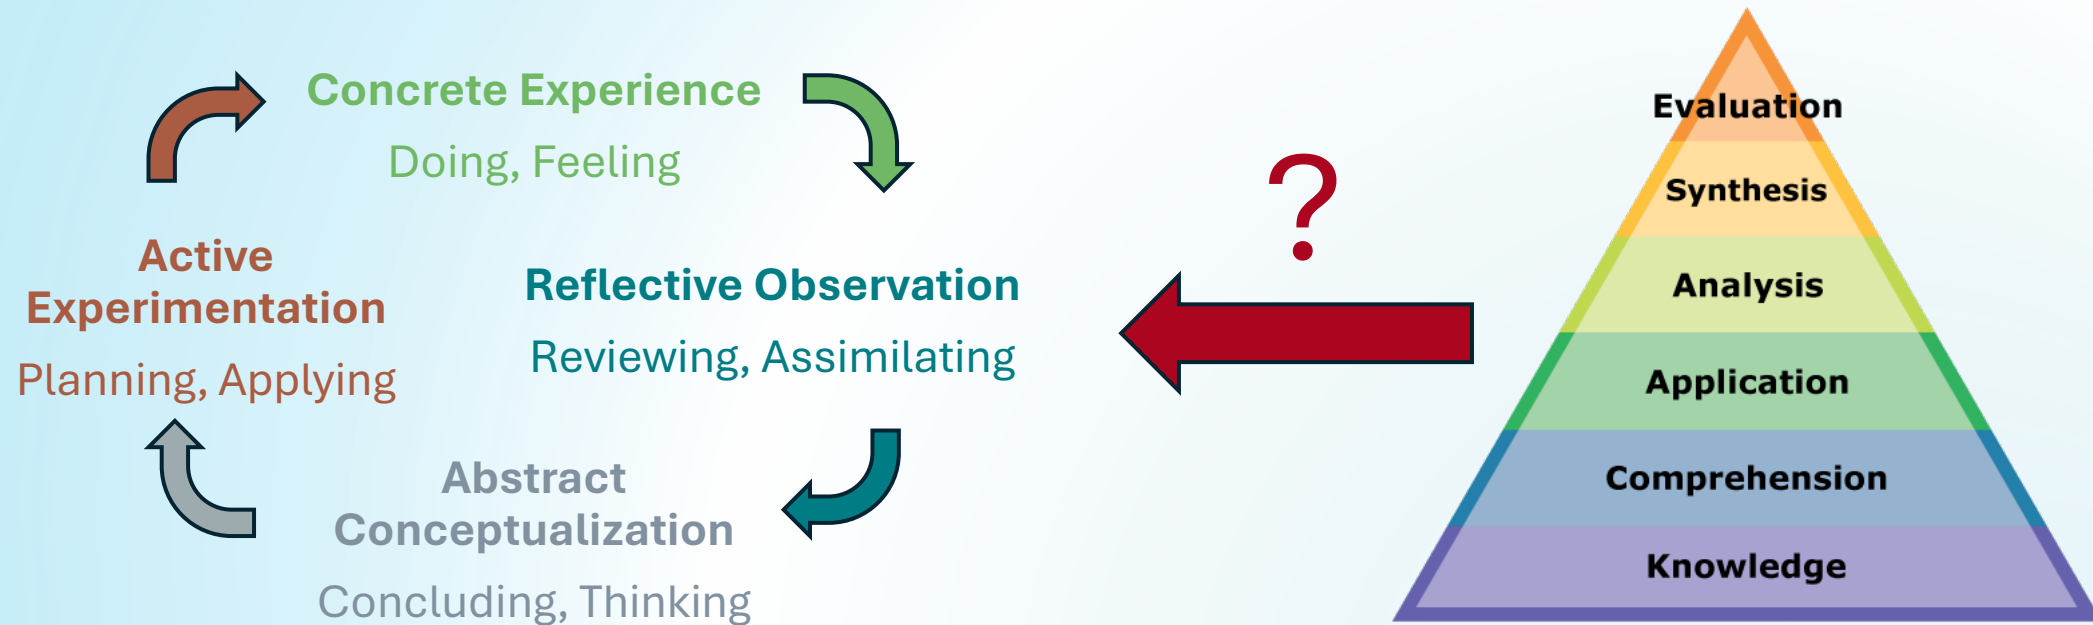 Concrete Experience
Doing, Feeling
Active
Experimentation
Planning, Applying
Reflective Observation
Reviewing, Assimilating
Abstract
Conceptualization
Concluding, Thinking
?
Evaluation
Synthesis
Analysis
Application
Comprehension
Knowledge